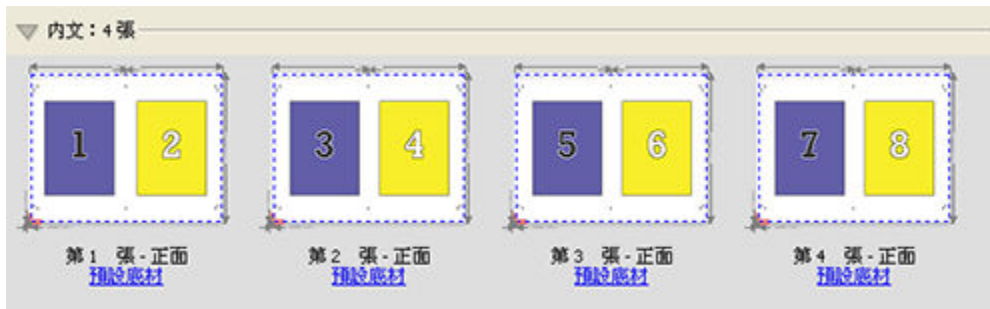 內文：4 張
1 2 3 4 5 6 7 8
第 1 張 - 正面 第 2 張 - 正面 第 3 張 - 正面 第 4 張 - 正面
預設底材 預設底材 預設底材 預設底材